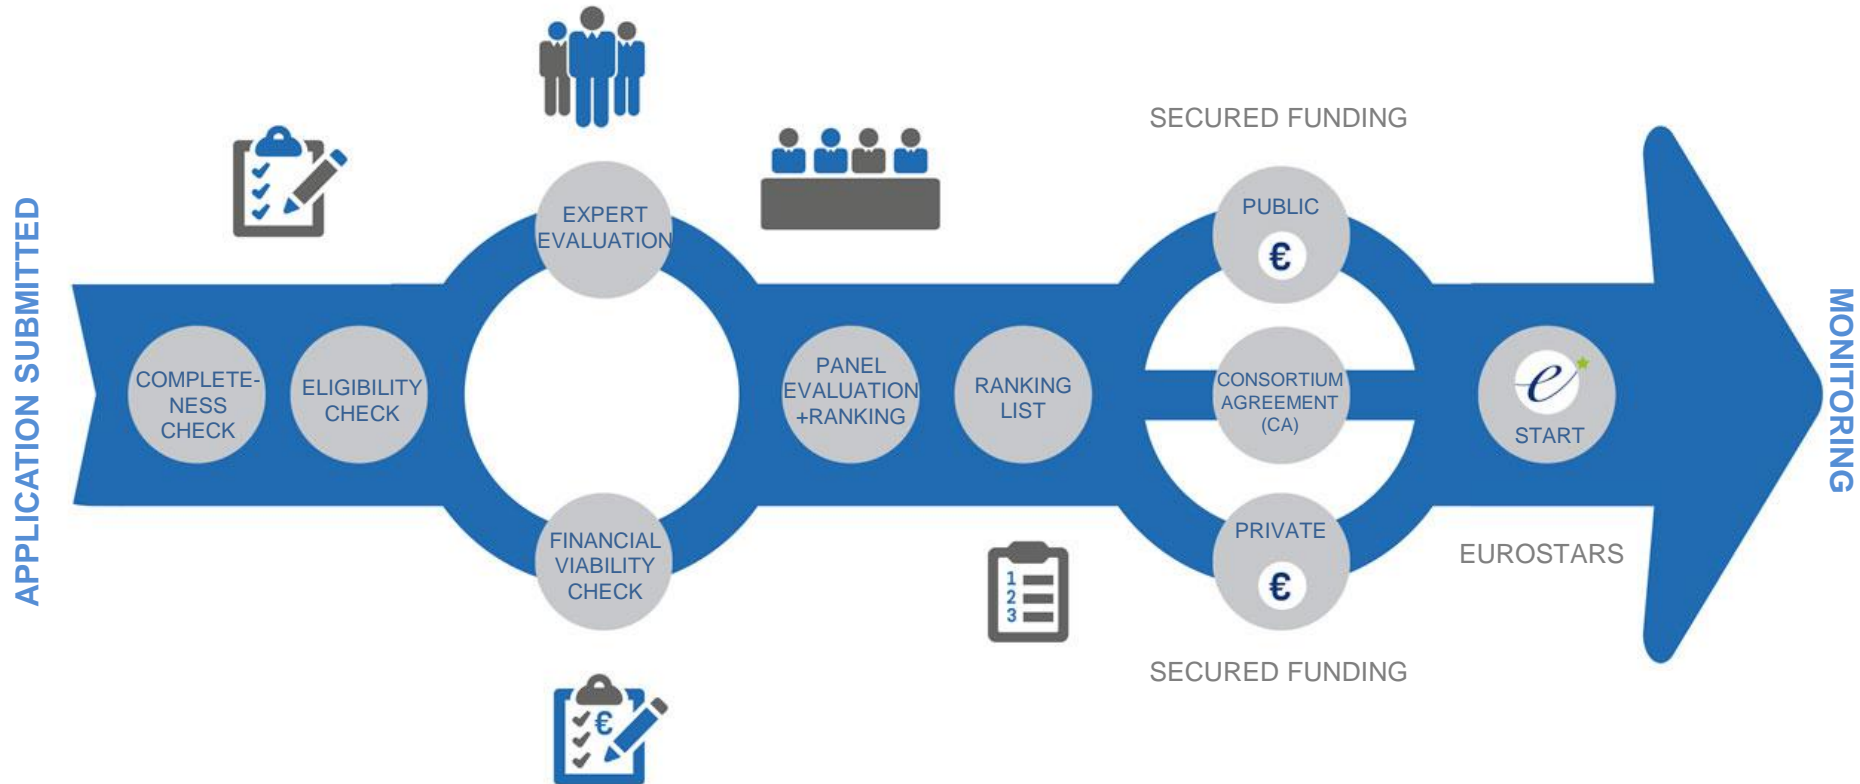 APPLICATION SUBMITTED
COMPLETE-
NESS
CHECK
ELIGIBILITY
CHECK
EXPERT
EVALUATION
FINANCIAL
VIABILITY
CHECK
€
PANEL
EVALUATION
+RANKING
RANKING
LIST
1
2
3
SECURED FUNDING
PUBLIC
€
CONSORTIUM
AGREEMENT
(CA)
PRIVATE
€
SECURED FUNDING
e
START
EUROSTARS
MONITORING